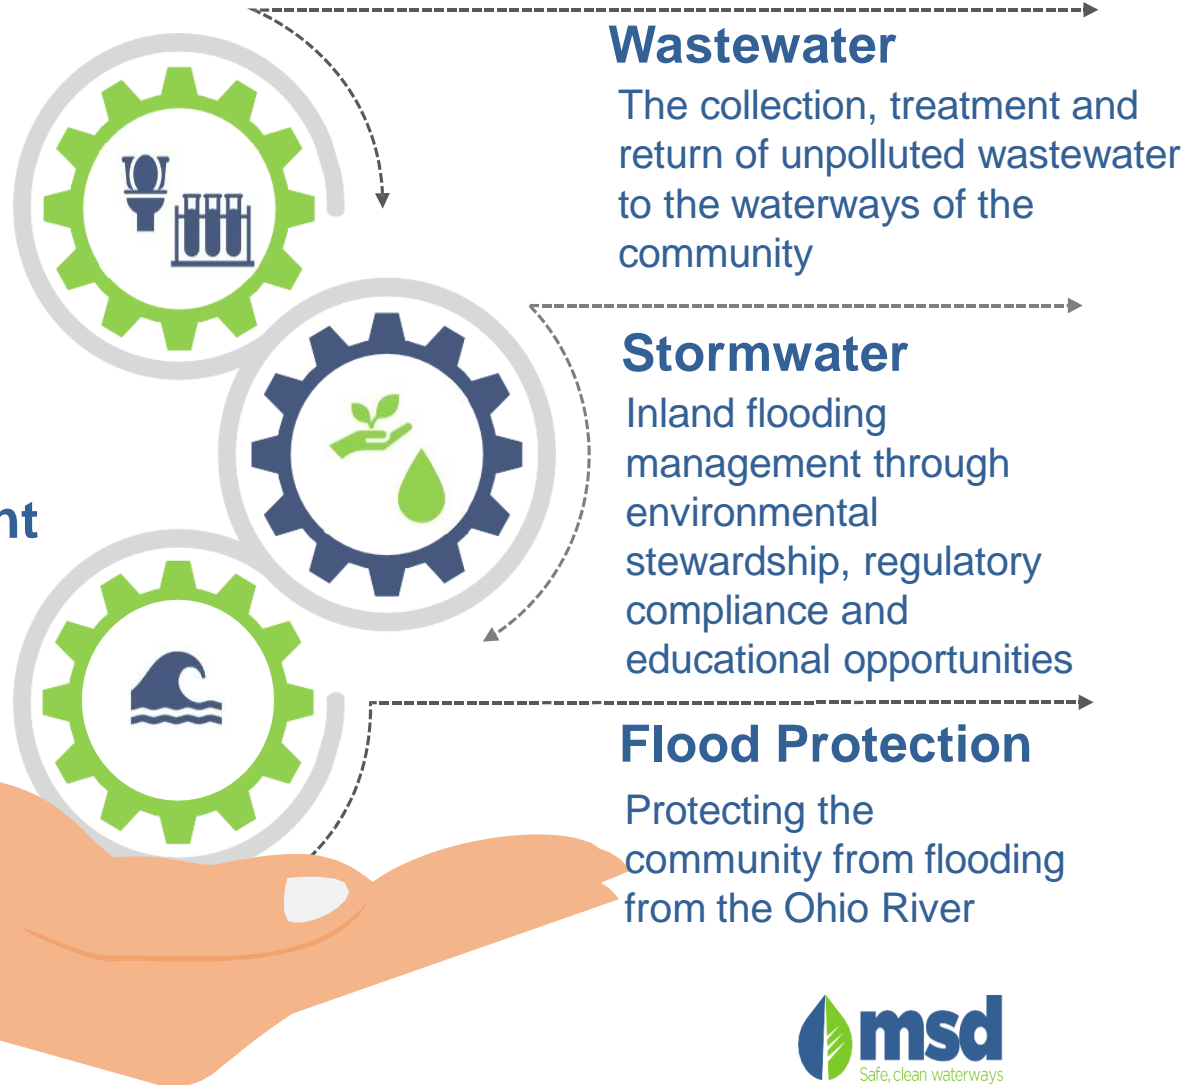 Wastewater
The collection, treatment and
return of unpolluted wastewater
to the waterways of the
community
Stormwater
Inland flooding
management through
environmental
stewardship, regulatory
compliance and
educational opportunities
nt
Flood Protection
Protecting the
community from flooding
from the Ohio River
msd
Safe, clean waterways